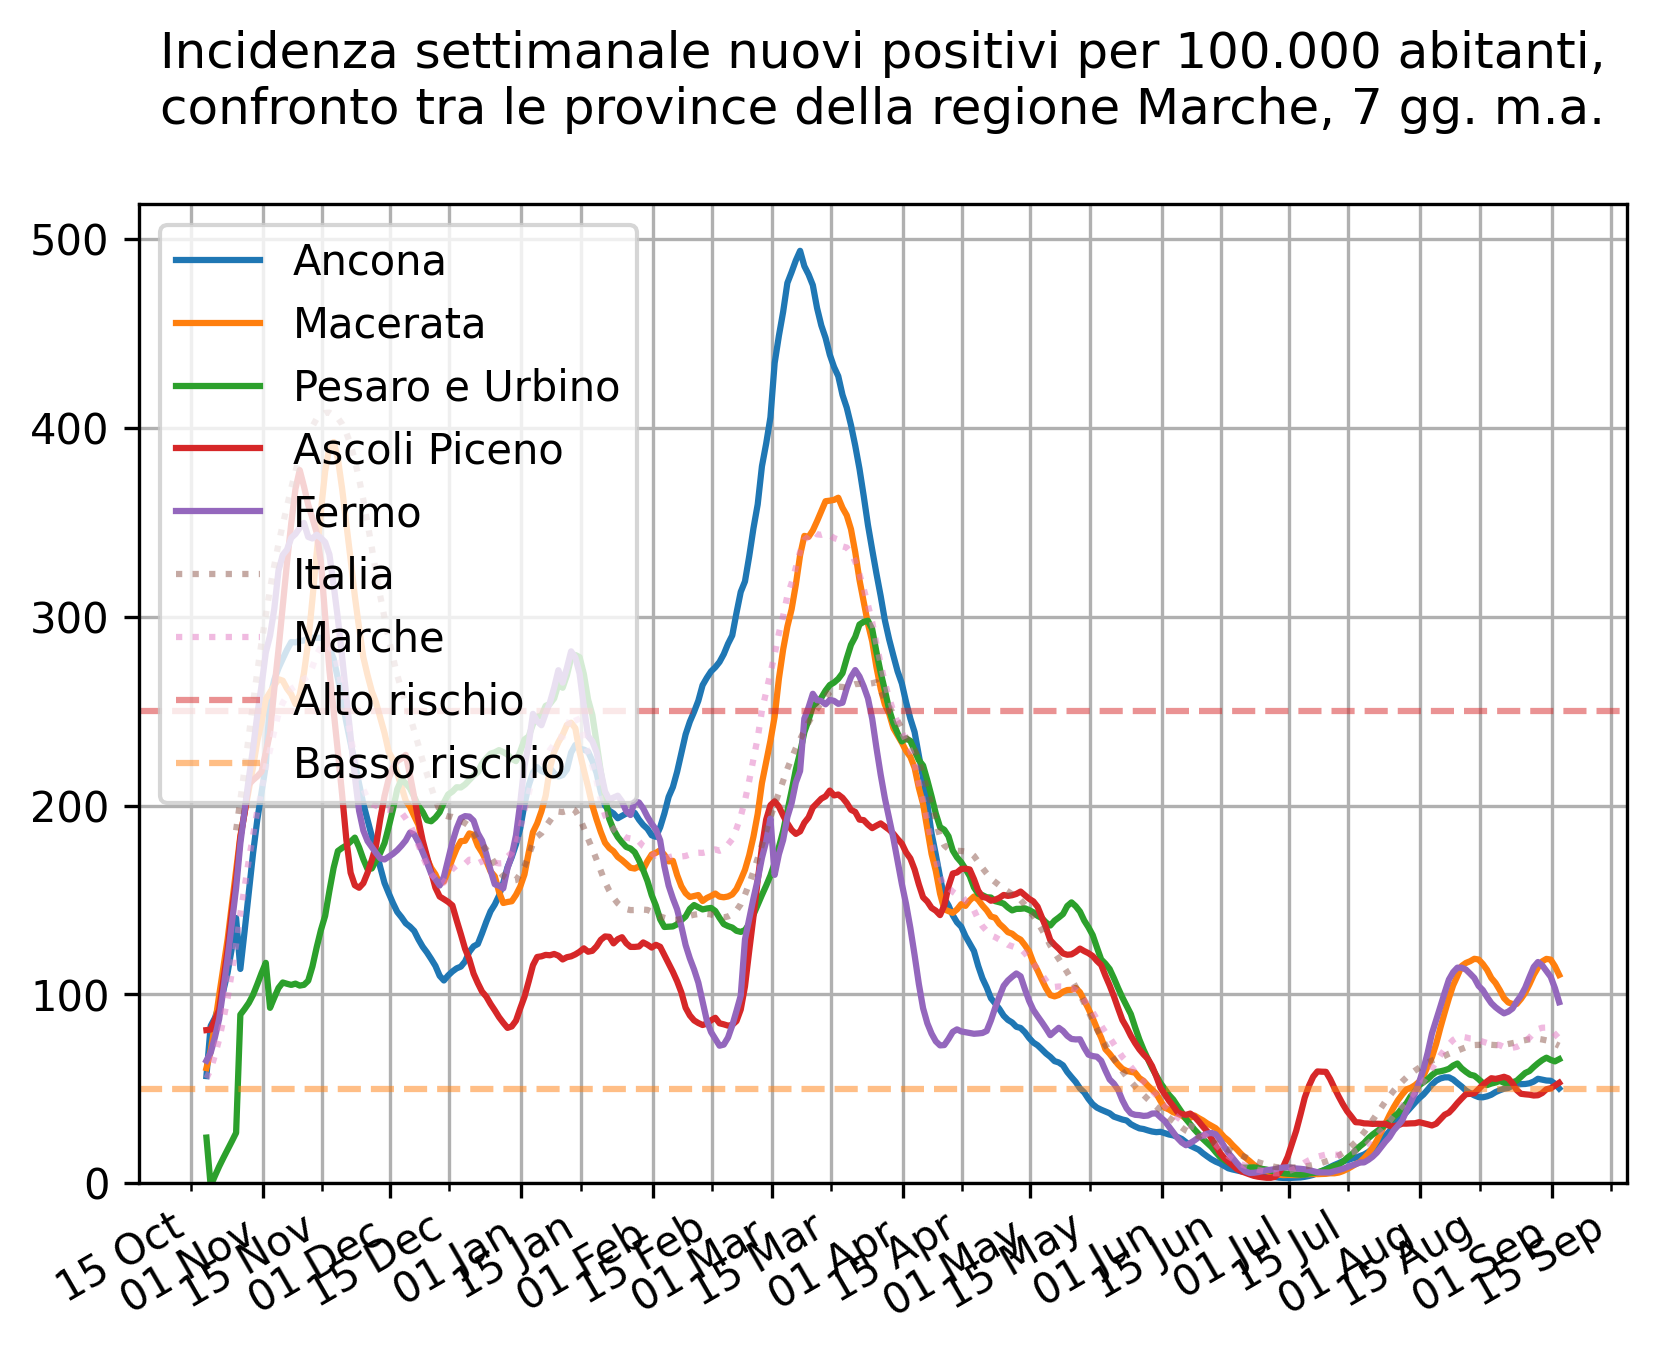 Incidenza settimanale nuovi positivi per 100.000 abitanti,
confronto tra le province della regione Marche, 7 gg. m.a.
500
400
300
200
100
0
Ancona
Macerata
Pesaro e Urbino
Ascoli Piceno
Fermo
Italia
Marche
Alto rischio
Basso rischio
15 Oct
01 Nov
15 Nov
01 Dec
15 Dec
01 Jan
15 Jan
01 Feb
15 Feb
01 Mar
15 Mar
01 Apr
15 Apr
01 May
15 May
01 Jun
15 Jun
01 Jul
15 Jul
01 Aug
15 Aug
01 Sep
15 Sep